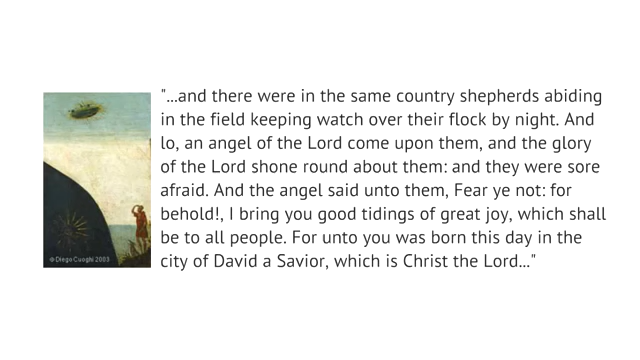 "...and there were in the same country shepherds abiding
in the field keeping watch over their flock by night. And
lo, an angel of the Lord come upon them, and the glory
of the Lord shone round about them: and they were sore
afraid. And the angel said unto them, Fear ye not: for
behold!, I bring you good tidings of great joy, which shall
be to all people. For unto you was born this day in the
city of David a Savior, which is Christ the Lord..."
© Diego Cuoghi 2003